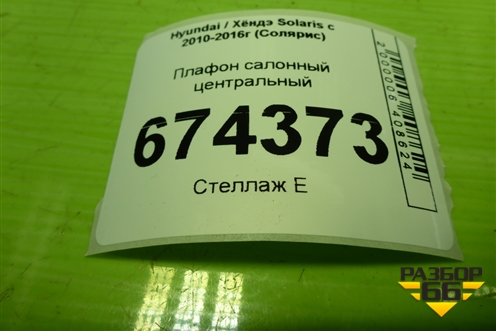 Hyundai / Хёндэ Solaris с
2010-2016г (Солярис)
Плафон салонный
центральный
674373
Стеллаж Е
2000006408624
РАЗБОР
66